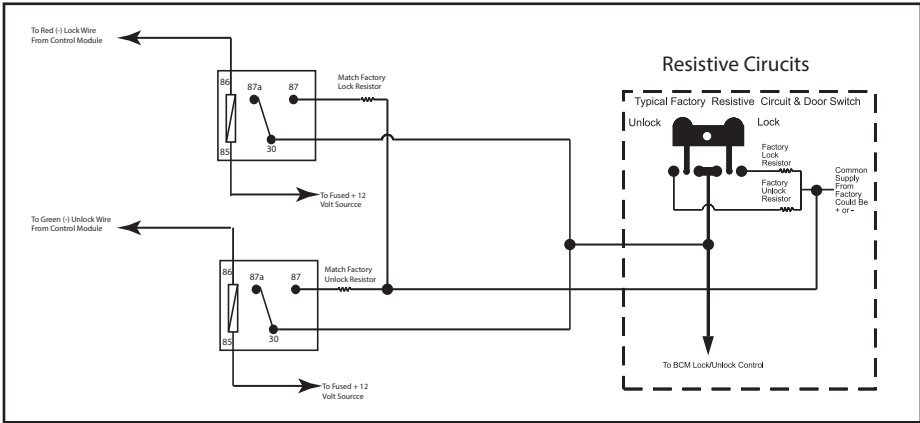 To Red (-) Lock Wire
From Control Module
86
87a
87
85
30
Match Factory
Lock Resistor
To Fused + 12
Volt Sourcce
To Green (-) Unlock Wire
From Control Module
86
87a
87
85
30
Match Factory
Unlock Resistor
To Fused + 12
Volt Sourcce
Resistive Cirucits
Typical Factory Resistive Circuit & Door Switch
Unlock
Lock
Factory
Lock
Resistor
Factory
Unlock
Resistor
Common
Supply
From
Factory
Could Be
+ or -
To BCM Lock/Unlock Control